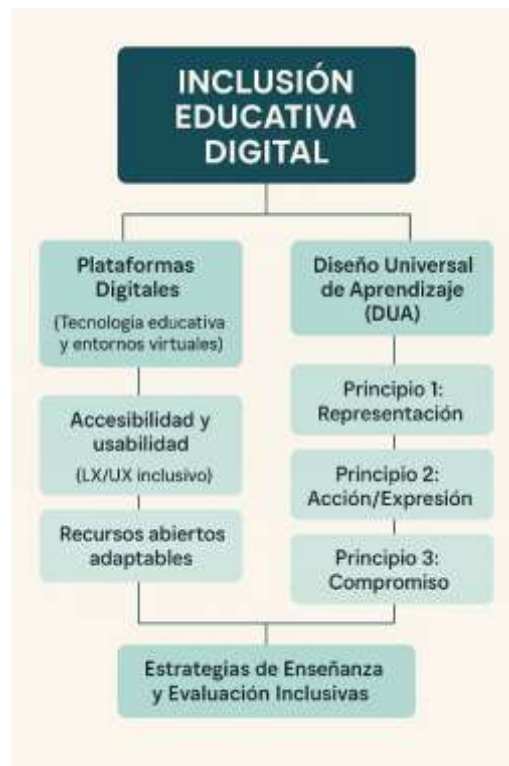 INCLUSIÓN
EDUCATIVA
DIGITAL
Plataformas
Digitales
(Tecnología educativa
y entornos virtuales)
Accesibilidad y
usabilidad
(LX/UX inclusivo)
Recursos abiertos
adaptables
Diseño Universal
de Aprendizaje
(DUA)
Principio 1:
Representación
Principio 2:
Acción/Expresión
Principio 3:
Compromiso
Estrategias de Enseñanza
y Evaluación Inclusivas